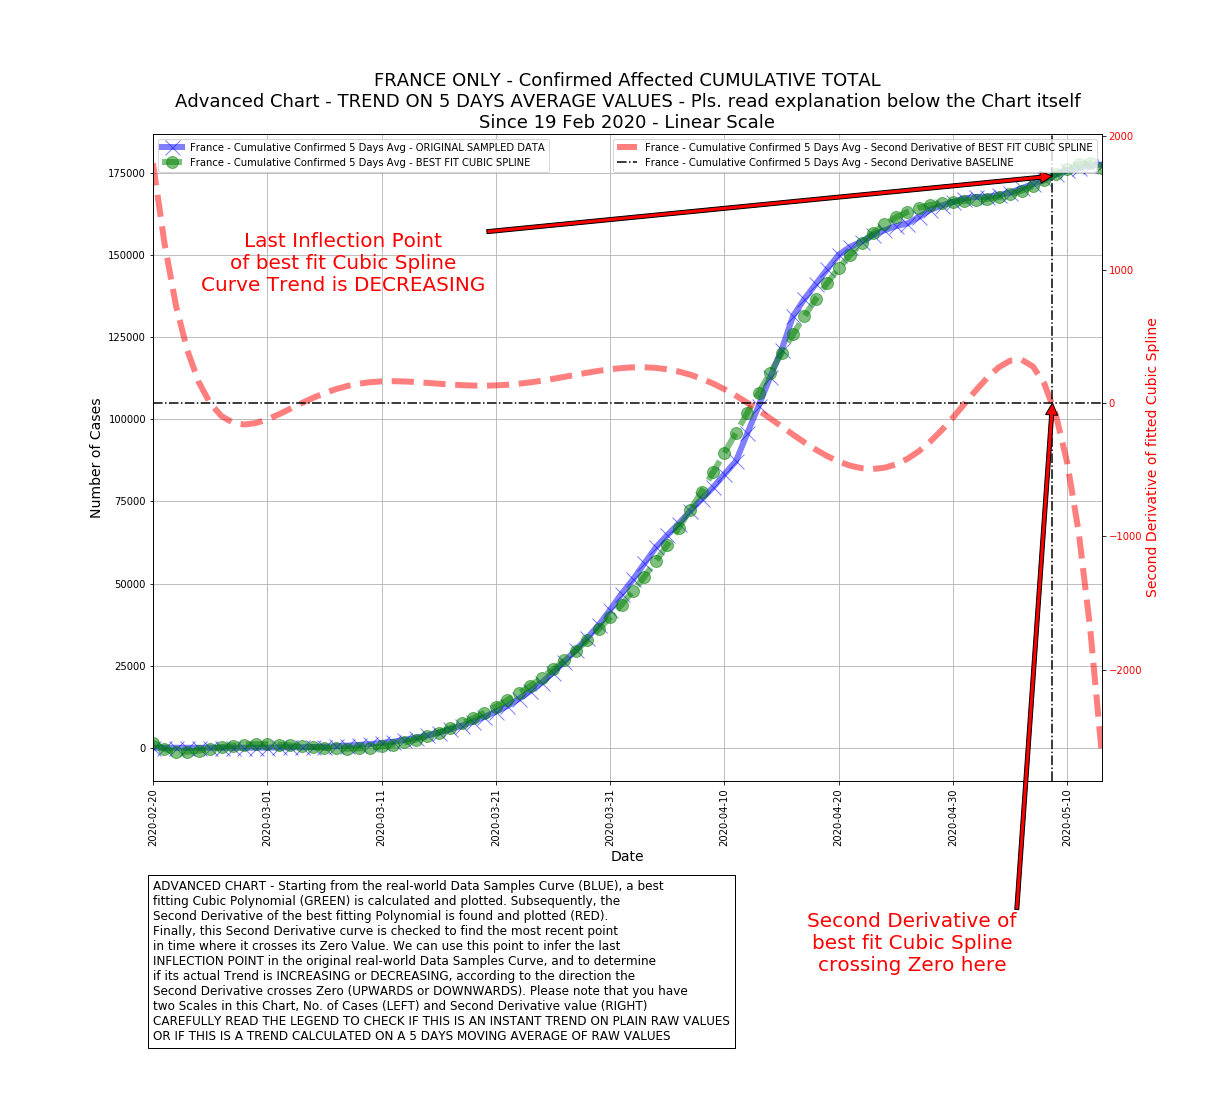 FRANCE ONLY - Confirmed Affected CUMULATIVE TOTAL
Advanced Chart - TREND ON 5 DAYS AVERAGE VALUES - Pls. read explanation below the Chart itself
Since 19 Feb 2020 - Linear Scale
France - Cumulative Confirmed 5 Days Avg - ORIGINAL SAMPLED DATA
France - Cumulative Confirmed 5 Days Avg - BEST FIT CUBIC SPLINE
France - Cumulative Confirmed 5 Days Avg - Second Derivative of BEST FIT CUBIC SPLINE
France - Cumulative Confirmed 5 Days Avg - Second Derivative BASELINE
Last Inflection Point
of best fit Cubic Spline
Curve Trend is DECREASING
Number of Cases
175000
150000
125000
100000
75000
50000
25000
0
2000
1000
0
−1000
−2000
Second Derivative of fitted Cubic Spline
2020-02-20
2020-03-01
2020-03-11
2020-03-21
2020-03-31
2020-04-10
2020-04-20
2020-04-30
2020-05-10
Date
ADVANCED CHART - Starting from the real-world Data Samples Curve (BLUE), a best
fitting Cubic Polynomial (GREEN) is calculated and plotted. Subsequently, the
Second Derivative of the best fitting Polynomial is found and plotted (RED).
Finally, this Second Derivative curve is checked to find the most recent point
in time where it crosses its Zero Value. We can use this point to infer the last
INFLECTION POINT in the original real-world Data Samples Curve, and to determine
if its actual Trend is INCREASING or DECREASING, according to the direction the
Second Derivative crosses Zero (UPWARDS or DOWNWARDS). Please note that you have
two Scales in this Chart, No. of Cases (LEFT) and Second Derivative value (RIGHT)
CAREFULLY READ THE LEGEND TO CHECK IF THIS IS AN INSTANT TREND ON PLAIN RAW VALUES
OR IF THIS IS A TREND CALCULATED ON A 5 DAYS MOVING AVERAGE OF RAW VALUES
Second Derivative of
best fit Cubic Spline
crossing Zero here